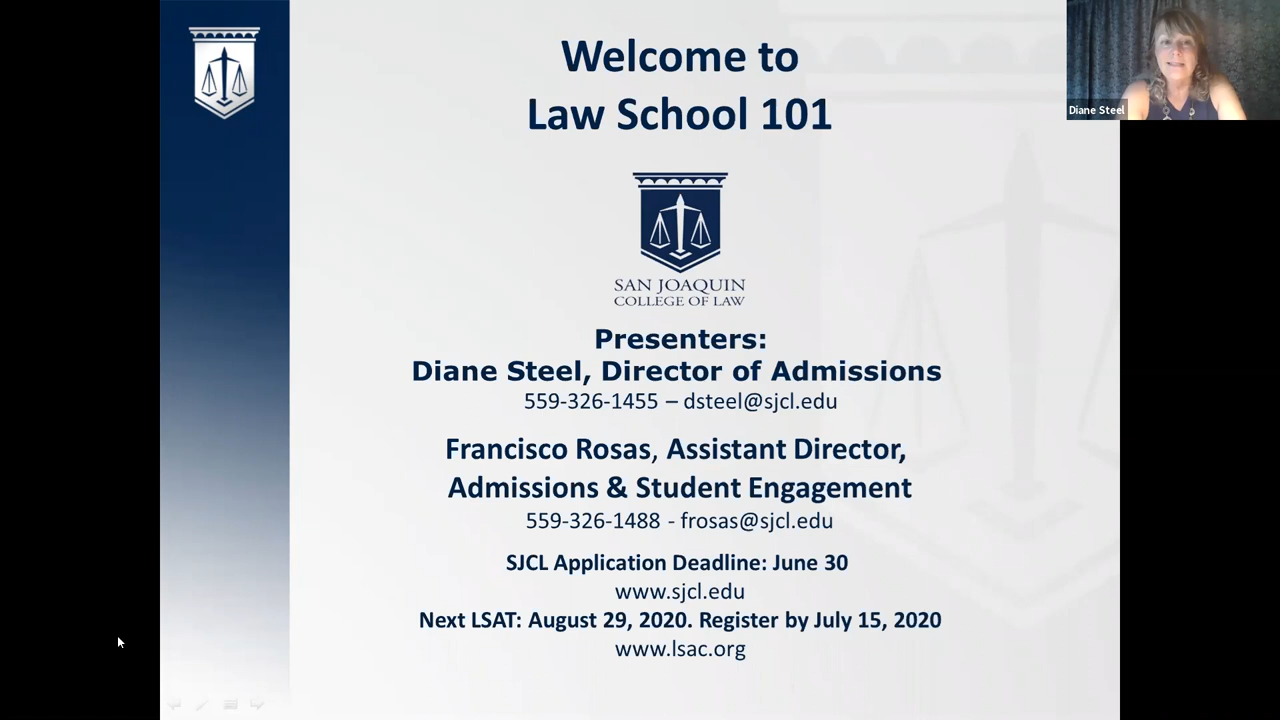 Welcome to
Law School 101
SAN JOAQUIN
COLLEGE OF LAW
Presenters:
Diane Steel, Director of Admissions
559-326-1455 – dsteel@sjcl.edu
Francisco Rosas, Assistant Director,
Admissions & Student Engagement
559-326-1488 - frosas@sjcl.edu
SJCL Application Deadline: June 30
www.sjcl.edu
Next LSAT: August 29, 2020. Register by July 15, 2020
www.lsac.org
Diane Steel